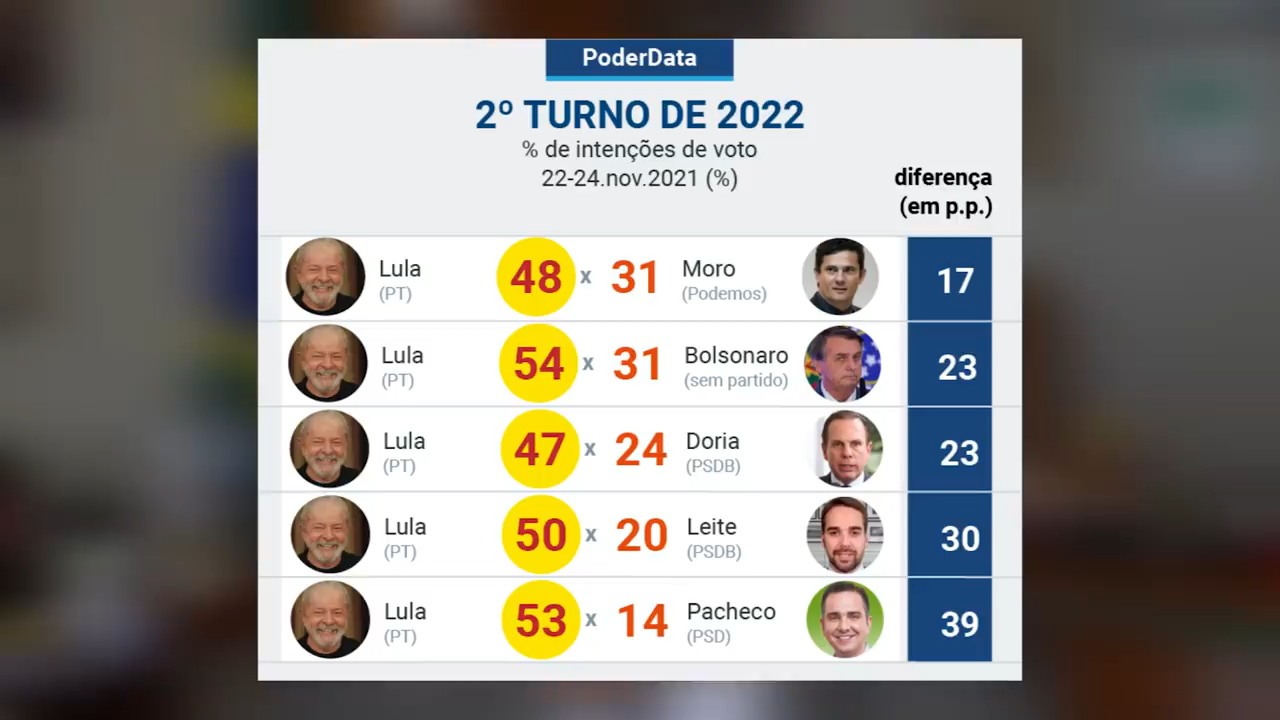 PoderData
2º TURNO DE 2022
% de intenções de voto
22-24.nov.2021 (%)
diferença
(em p.p.)
Lula 48 x 31 Moro 17
(PT) (Podemos)
Lula 54 x 31 Bolsonaro 23
(PT) (sem partido)
Lula 47 x 24 Doria 23
(PT) (PSDB)
Lula 50 x 20 Leite 30
(PT) (PSDB)
Lula 53 x 14 Pacheco 39
(PT) (PSD)